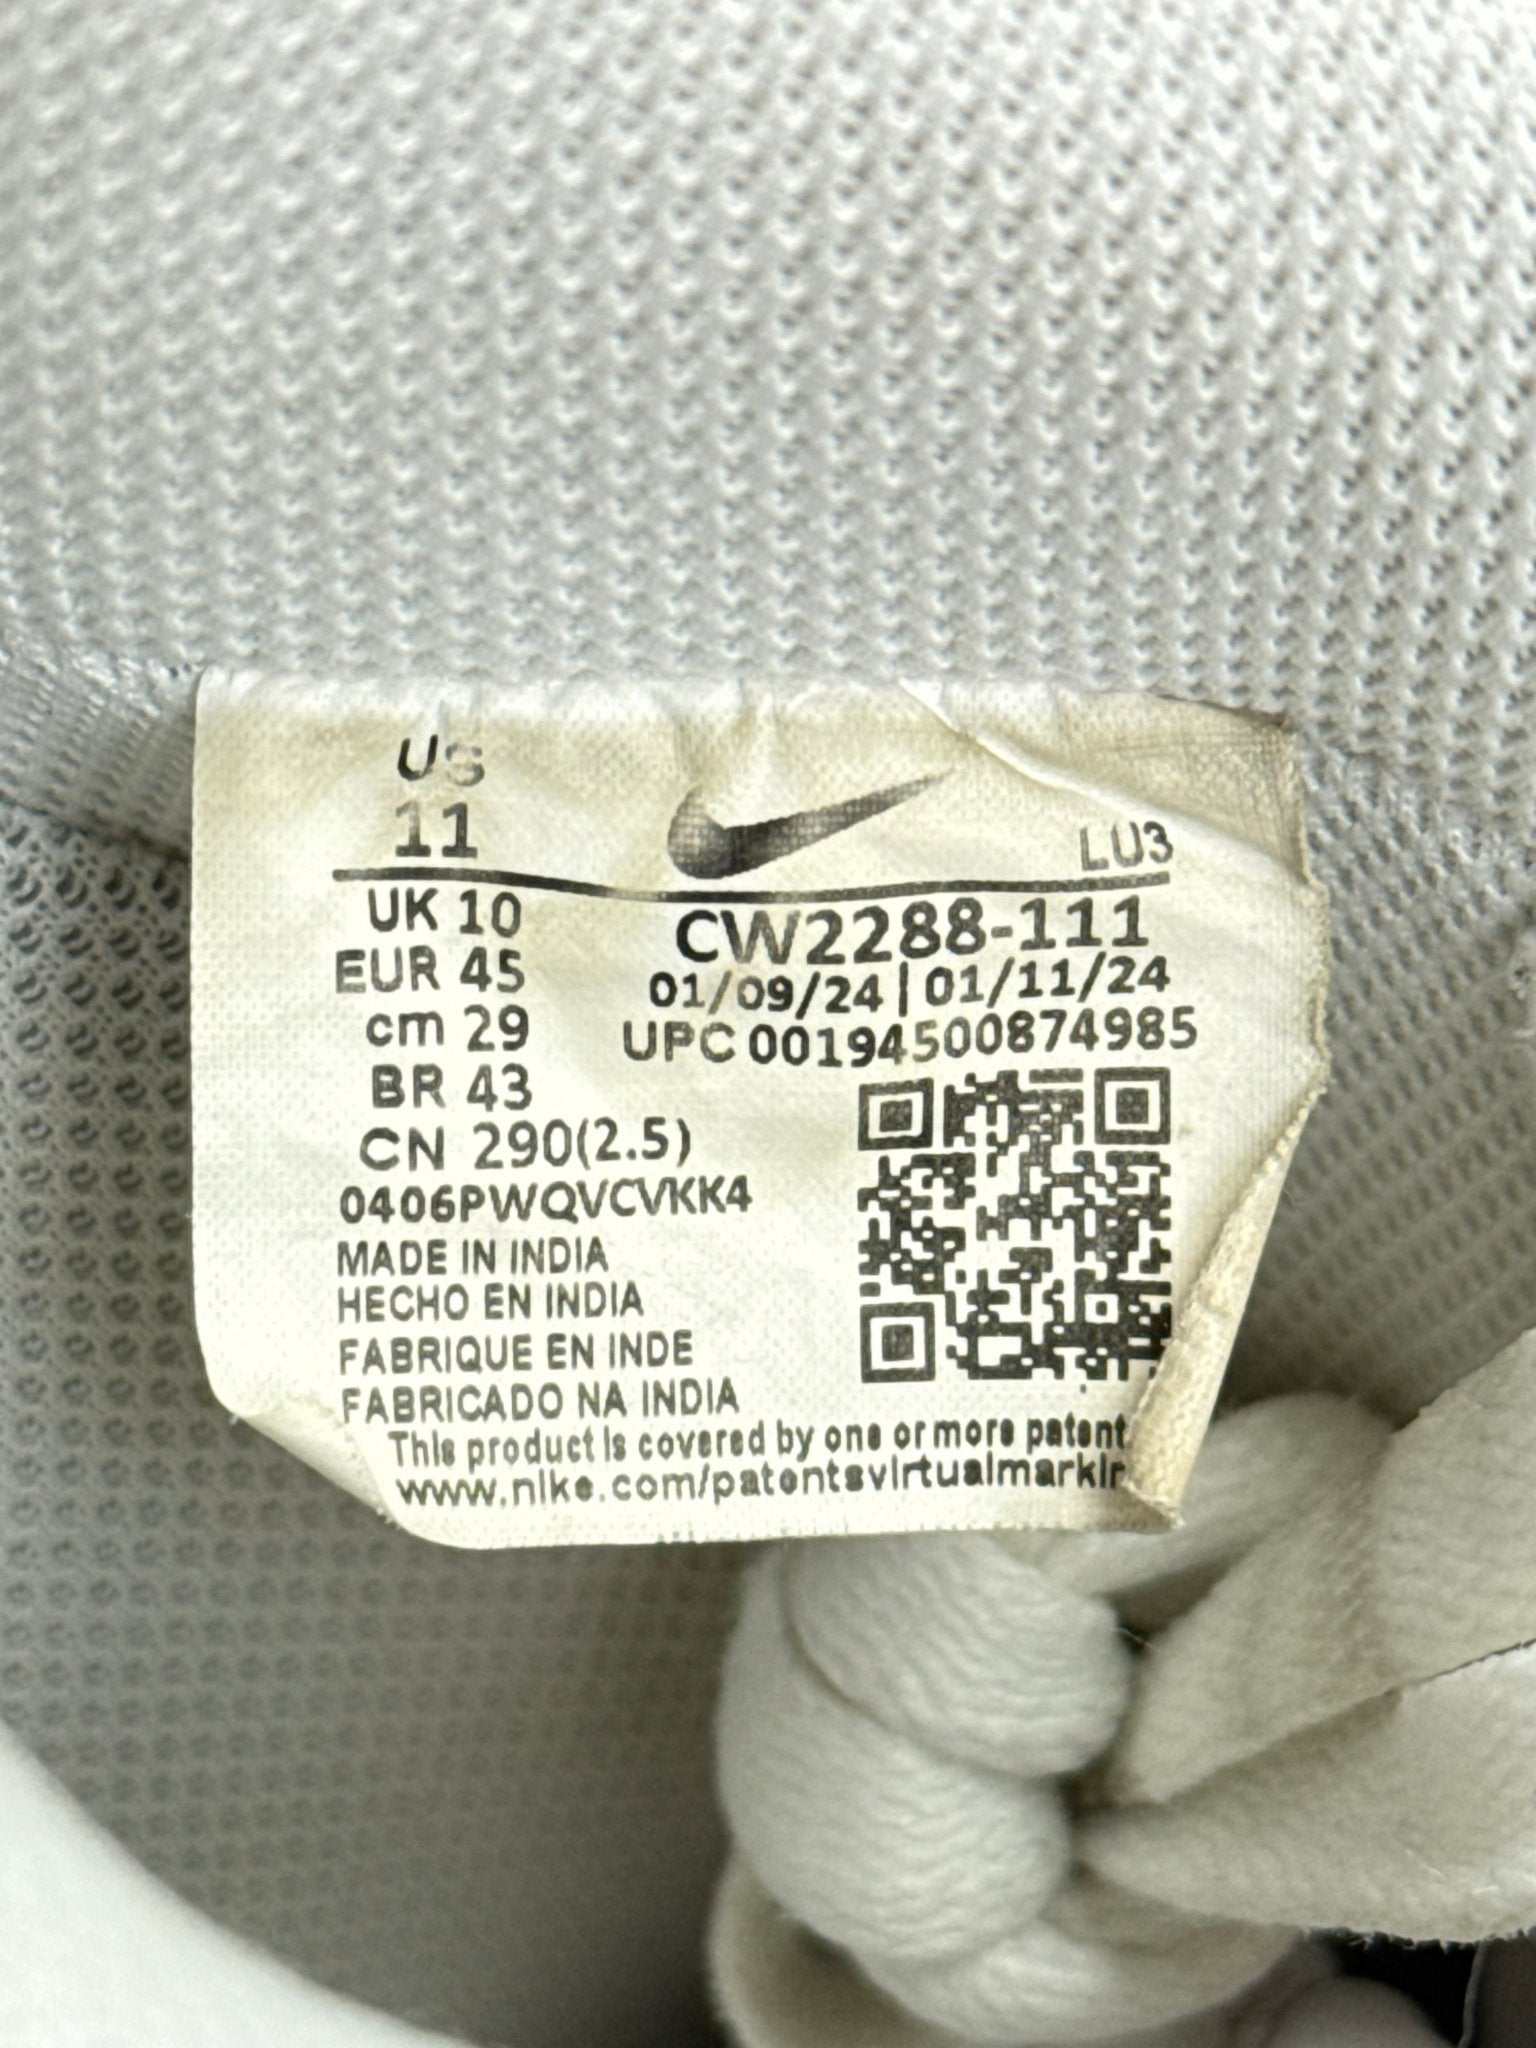 US
11
LU3
UK 10
EUR 45
cm 29
BR 43
CN 290(2.5)
CW2288-111
01/09/24 | 01/11/24
UPC 00194500874985
0406PWQVCVKK4
MADE IN INDIA
HECHO EN INDIA
FABRIQUE EN INDE
FABRICADO NA INDIA
This product is covered by one or more patent
www.nike.com/patentsvirtualmarkin